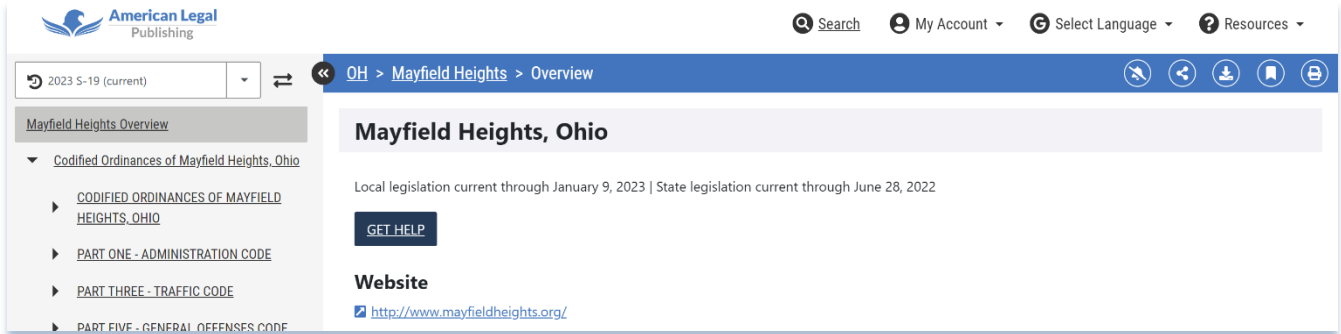 American Legal
Publishing
Search
My Account
Select Language
Resources
2023 S-19 (current)
OH > Mayfield Heights > Overview
Mayfield Heights Overview
Codified Ordinances of Mayfield Heights, Ohio
CODIFIED ORDINANCES OF MAYFIELD
HEIGHTS, OHIO
PART ONE - ADMINISTRATION CODE
PART THREE - TRAFFIC CODE
PART FIVE - GENERAL OFFENSES CODE
Mayfield Heights, Ohio
Local legislation current through January 9, 2023 | State legislation current through June 28, 2022
GET HELP
Website
http://www.mayfieldheights.org/